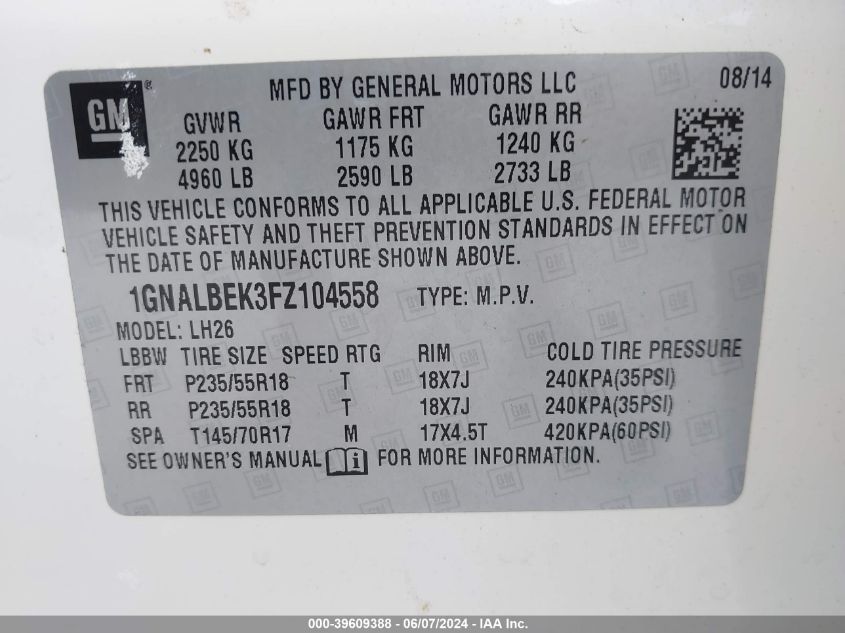 GM ®
MFD BY GENERAL MOTORS LLC 08/14
GVWR GAWR FRT GAWR RR
2250 KG 1175 KG 1240 KG
4960 LB 2590 LB 2733 LB
THIS VEHICLE CONFORMS TO ALL APPLICABLE U.S. FEDERAL MOTOR
VEHICLE SAFETY AND THEFT PREVENTION STANDARDS IN EFFECT ON
THE DATE OF MANUFACTURE SHOWN ABOVE.
1GNALBEK3FZ104558 TYPE: M.P.V.
MODEL: LH26
LBBW TIRE SIZE SPEED RTG RIM COLD TIRE PRESSURE
FRT P235/55R18 T 18X7J 240KPA(35PSI)
RR P235/55R18 T 18X7J 240KPA(35PSI)
SPA T145/70R17 M 17X4.5T 420KPA(60PSI)
SEE OWNER'S MANUAL i FOR MORE INFORMATION.
000-39609388 - 06/07/2024 - IAA Inc.